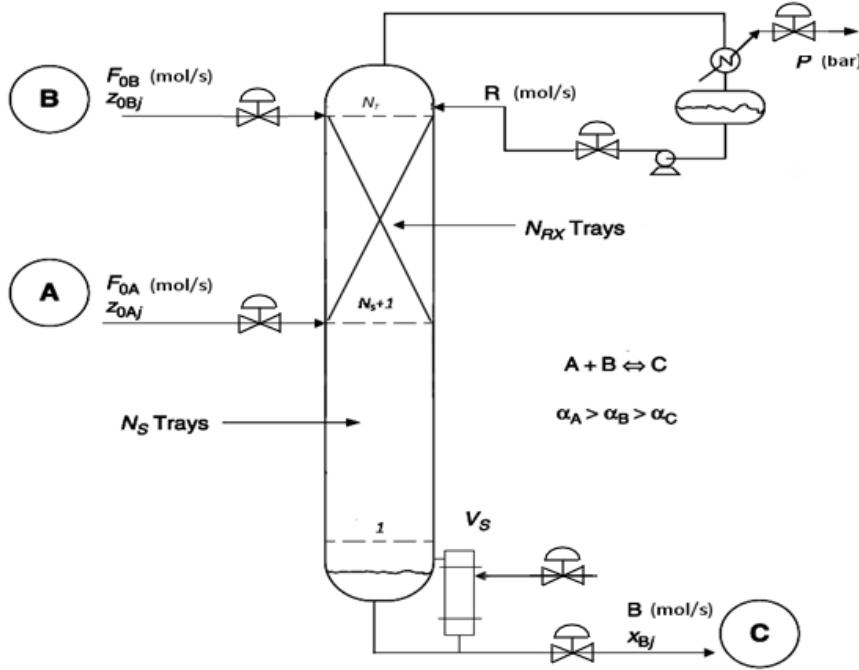 B
F0B (mol/s)
z0Bj
A
F0A (mol/s)
z0Aj
NT
R (mol/s)
N
P (bar)
NRX Trays
Ns+1
A + B ⇔ C
αA > αB > αC
NS Trays
1
VS
B (mol/s)
xBj
C